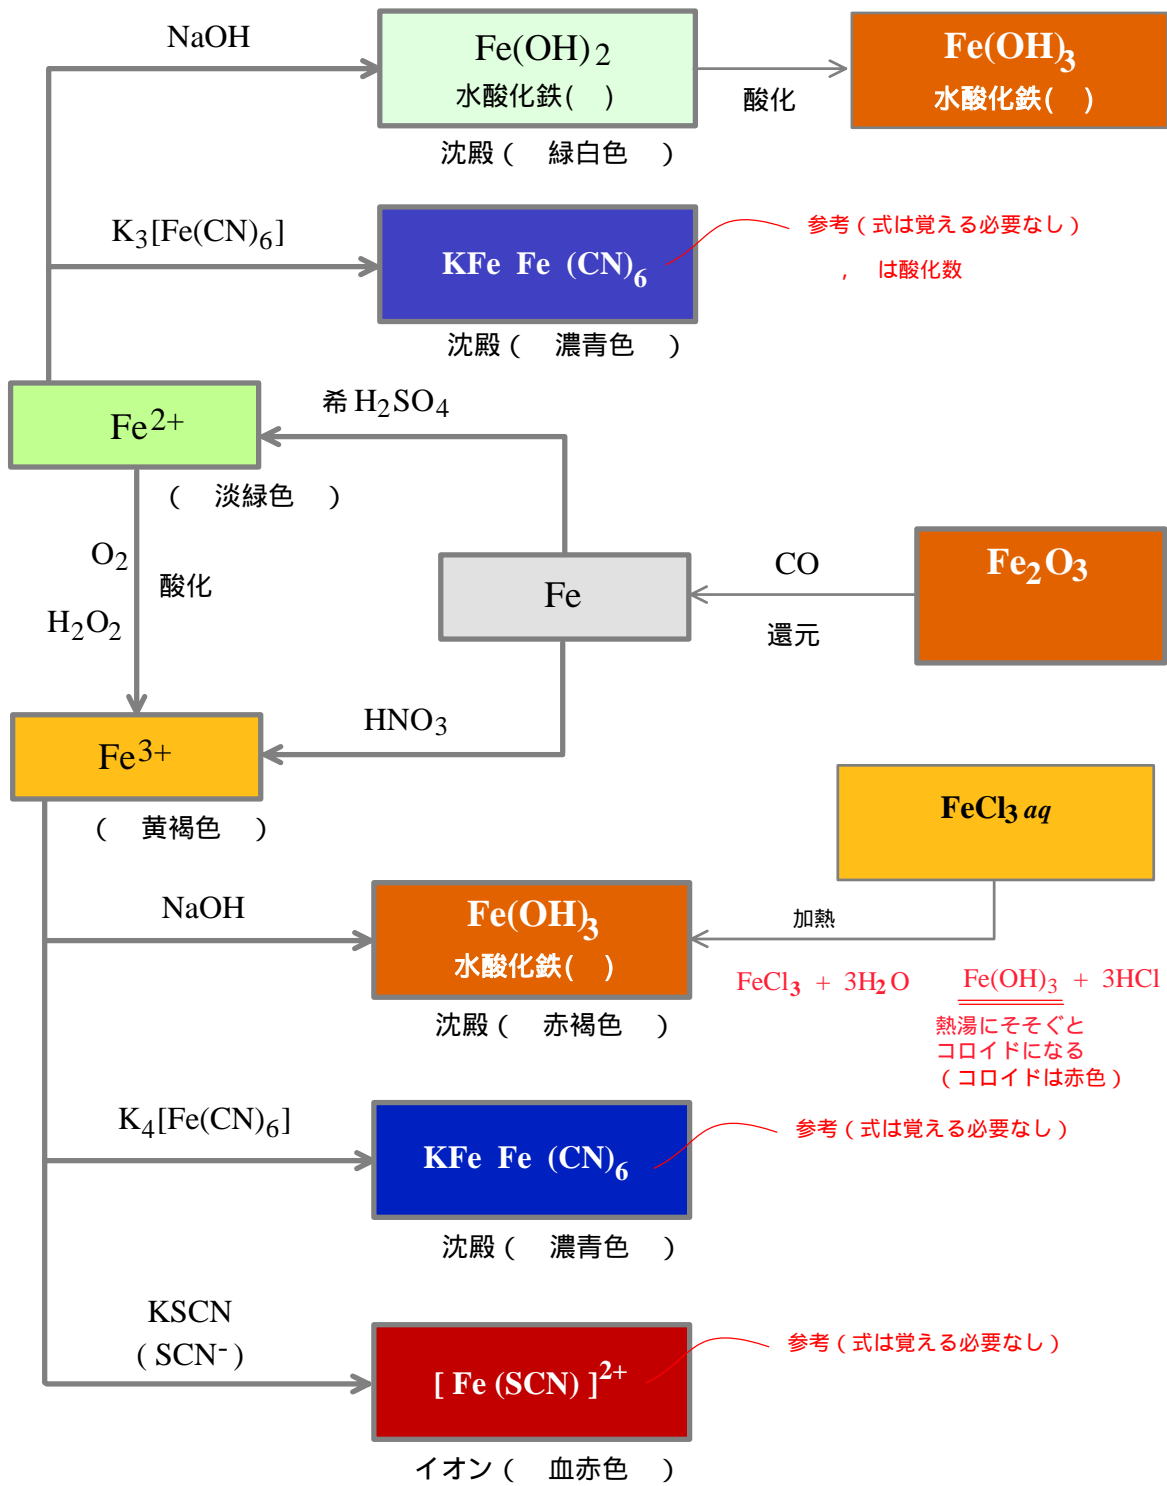 NaOH
Fe(OH)2
水酸化鉄(　)
沈殿（　緑白色　）
酸化
Fe(OH)3
水酸化鉄(　)
K3[Fe(CN)6]
KFe Fe (CN)6
沈殿（　濃青色　）
参考（式は覚える必要なし）
，　は酸化数
Fe2+
（　淡緑色　）
希 H2SO4
O2
H2O2
酸化
Fe
CO
還元
Fe2O3
HNO3
Fe3+
（　黄褐色　）
FeCl3 aq
NaOH
Fe(OH)3
水酸化鉄(　)
沈殿（　赤褐色　）
加熱
FeCl3 + 3H2O　Fe(OH)3 + 3HCl
熱湯にそそぐと
コロイドになる
（コロイドは赤色）
K4[Fe(CN)6]
KFe Fe (CN)6
沈殿（　濃青色　）
参考（式は覚える必要なし）
KSCN
（SCN-）
[ Fe (SCN) ]2+
イオン（　血赤色　）
参考（式は覚える必要なし）